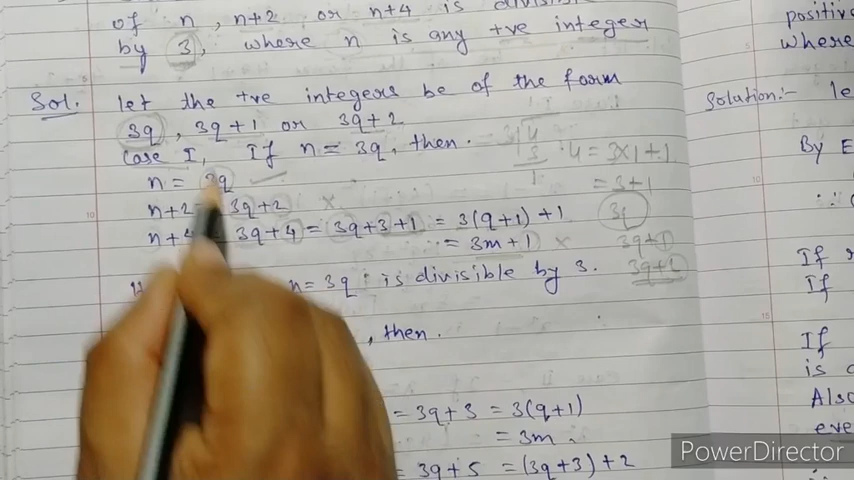 of n, n+2 or n+4 is
by 3, where n is any +ve integer
Sol. let the +ve integers be of the form
3q, 3q+1 or 3q+2
Case I, If n = 3q, then.
n = 3q
n+2 = 3q+2 ×
n+4 3q+4 = 3q+3+1 = 3(q+1)+1
= 3m+1 ×
n = 3q is divisible by 3.
, then.
= 3q+3 = 3(q+1)
= 3m.
= 3q+5 = (3q+3)+2
4 = 3×1+1
= 3+1
3q
3q+1
3q+2
where
Solution:- le
By E
If
If
If
is
Also
eve
PowerDirector